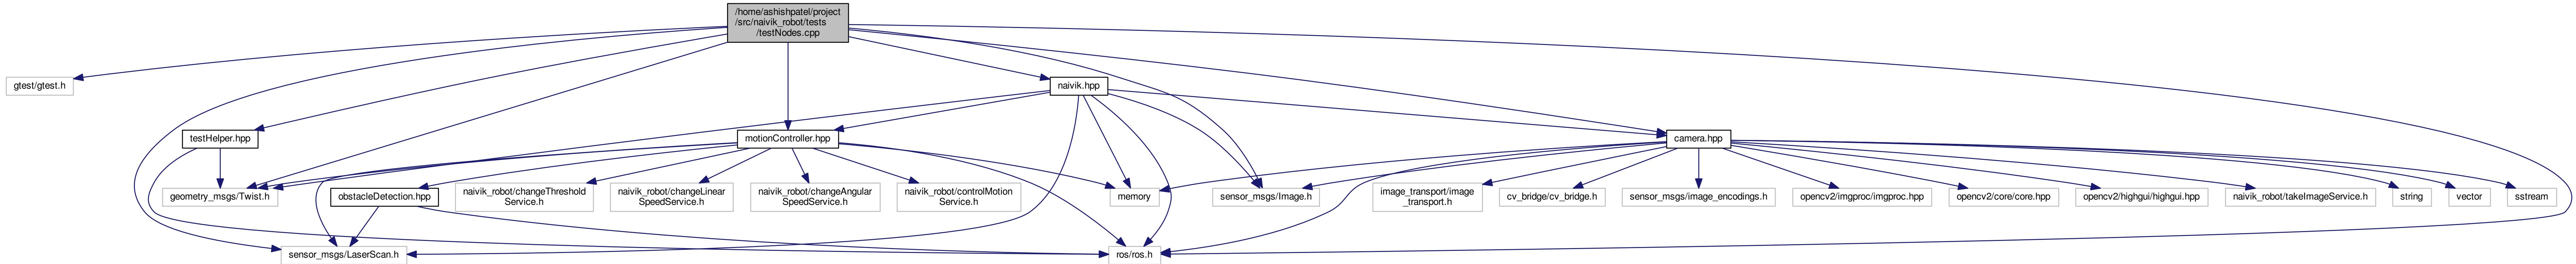 /home/ashishpatel/project
/src/naivik_robot/tests
/testNodes.cpp
gtest/gtest.h
naivik.hpp
testHelper.hpp
motionController.hpp
camera.hpp
geometry_msgs/Twist.h
obstacleDetection.hpp
naivik_robot/changeThreshold
Service.h
naivik_robot/changeLinear
SpeedService.h
naivik_robot/changeAngular
SpeedService.h
naivik_robot/controlMotion
Service.h
memory
sensor_msgs/Image.h
image_transport/image
_transport.h
cv_bridge/cv_bridge.h
sensor_msgs/image_encodings.h
opencv2/imgproc/imgproc.hpp
opencv2/core/core.hpp
opencv2/highgui/highgui.hpp
naivik_robot/takeImageService.h
string
vector
sstream
sensor_msgs/LaserScan.h
ros/ros.h